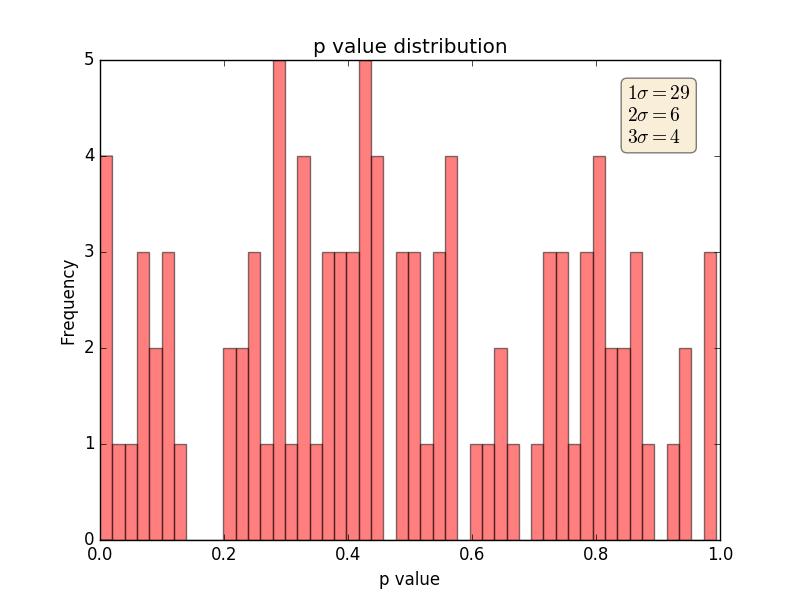 p value distribution
1σ = 29
2σ = 6
3σ = 4
Frequency
5
4
3
2
1
0
0.0 0.2 0.4 0.6 0.8 1.0
p value